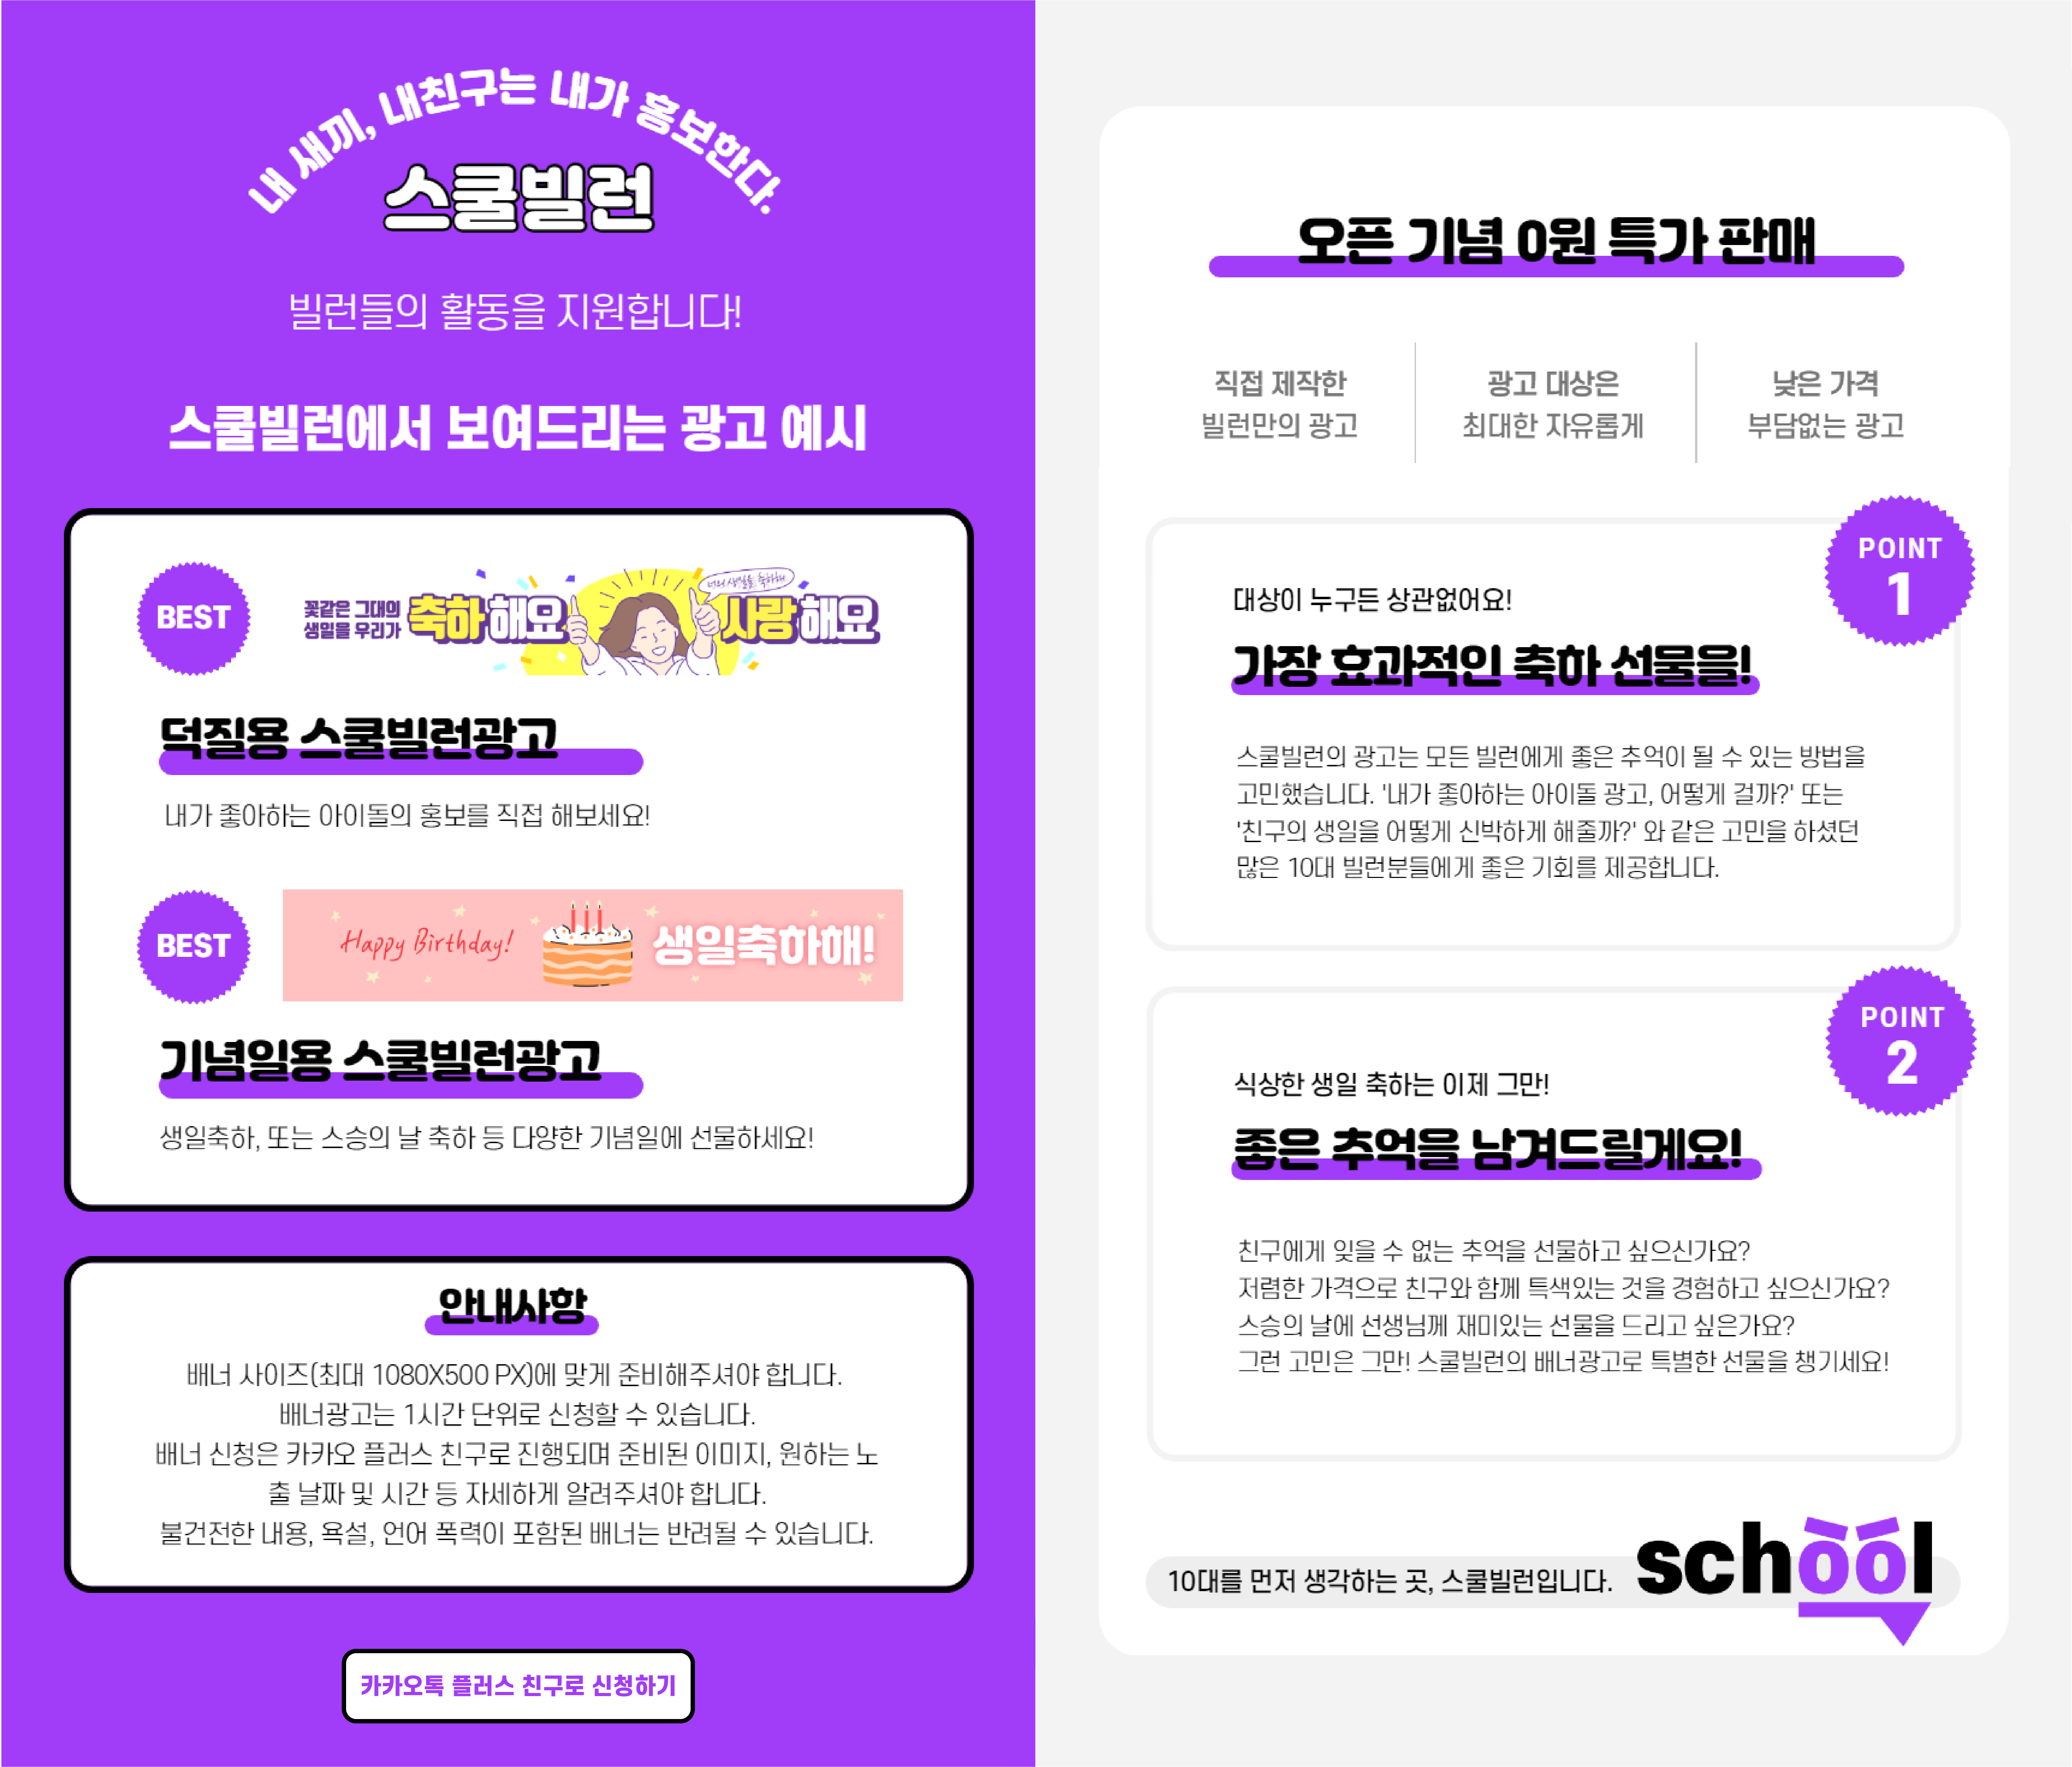 내 새끼, 내친구는 내가 홍보한다.
스쿨빌런
빌런들의 활동을 지원합니다!
스쿨빌런에서 보여드리는 광고 예시
BEST
꽃같은 그대의
생일을 우리가
축하해요
너의 생일을 축하해
사랑해요
덕질용 스쿨빌런광고
내가 좋아하는 아이돌의 홍보를 직접 해보세요!
BEST
Happy Birthday!
생일축하해!
기념일용 스쿨빌런광고
생일축하, 또는 스승의 날 축하 등 다양한 기념일에 선물하세요!
안내사항
배너 사이즈(최대 1080X500 PX)에 맞게 준비해주셔야 합니다.
배너광고는 1시간 단위로 신청할 수 있습니다.
배너 신청은 카카오 플러스 친구로 진행되며 준비된 이미지, 원하는 노
출 날짜 및 시간 등 자세하게 알려주셔야 합니다.
불건전한 내용, 욕설, 언어 폭력이 포함된 배너는 반려될 수 있습니다.
카카오톡 플러스 친구로 신청하기
오픈 기념 0원 특가 판매
직접 제작한
빌런만의 광고
광고 대상은
최대한 자유롭게
낮은 가격
부담없는 광고
POINT
1
대상이 누구든 상관없어요!
가장 효과적인 축하 선물을!
스쿨빌런의 광고는 모든 빌런에게 좋은 추억이 될 수 있는 방법을
고민했습니다. '내가 좋아하는 아이돌 광고, 어떻게 걸까?' 또는
'친구의 생일을 어떻게 신박하게 해줄까?' 와 같은 고민을 하셨던
많은 10대 빌런분들에게 좋은 기회를 제공합니다.
POINT
2
식상한 생일 축하는 이제 그만!
좋은 추억을 남겨드릴게요!
친구에게 잊을 수 없는 추억을 선물하고 싶으신가요?
저렴한 가격으로 친구와 함께 특색있는 것을 경험하고 싶으신가요?
스승의 날에 선생님께 재미있는 선물을 드리고 싶은가요?
그런 고민은 그만! 스쿨빌런의 배너광고로 특별한 선물을 챙기세요!
10대를 먼저 생각하는 곳, 스쿨빌런입니다.
school